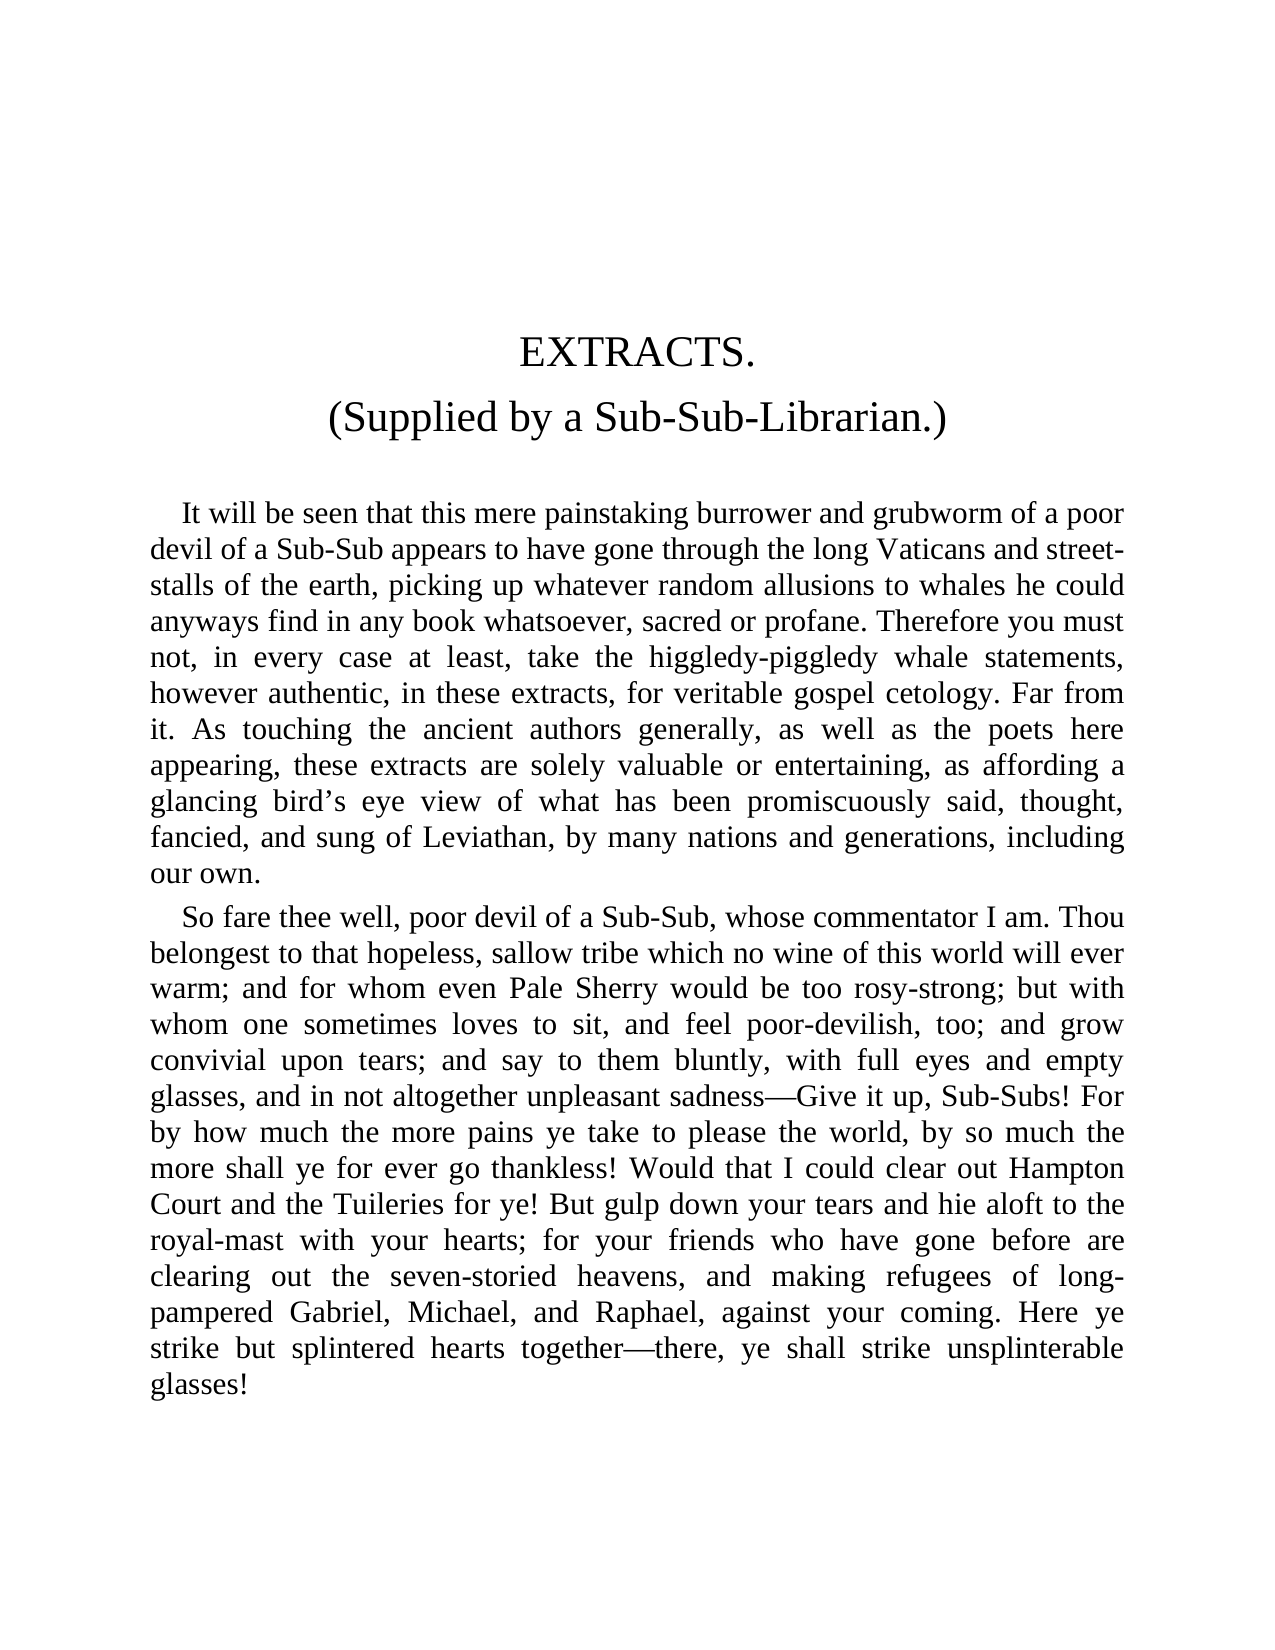 EXTRACTS.
(Supplied by a Sub-Sub-Librarian.)
It will be seen that this mere painstaking burrower and grubworm of a poor
devil of a Sub-Sub appears to have gone through the long Vaticans and street-
stalls of the earth, picking up whatever random allusions to whales he could
anyways find in any book whatsoever, sacred or profane. Therefore you must
not, in every case at least, take the higgledy-piggledy whale statements,
however authentic, in these extracts, for veritable gospel cetology. Far from
it. As touching the ancient authors generally, as well as the poets here
appearing, these extracts are solely valuable or entertaining, as affording a
glancing bird’s eye view of what has been promiscuously said, thought,
fancied, and sung of Leviathan, by many nations and generations, including
our own.
So fare thee well, poor devil of a Sub-Sub, whose commentator I am. Thou
belongest to that hopeless, sallow tribe which no wine of this world will ever
warm; and for whom even Pale Sherry would be too rosy-strong; but with
whom one sometimes loves to sit, and feel poor-devilish, too; and grow
convivial upon tears; and say to them bluntly, with full eyes and empty
glasses, and in not altogether unpleasant sadness—Give it up, Sub-Subs! For
by how much the more pains ye take to please the world, by so much the
more shall ye for ever go thankless! Would that I could clear out Hampton
Court and the Tuileries for ye! But gulp down your tears and hie aloft to the
royal-mast with your hearts; for your friends who have gone before are
clearing out the seven-storied heavens, and making refugees of long-
pampered Gabriel, Michael, and Raphael, against your coming. Here ye
strike but splintered hearts together—there, ye shall strike unsplinterable
glasses!